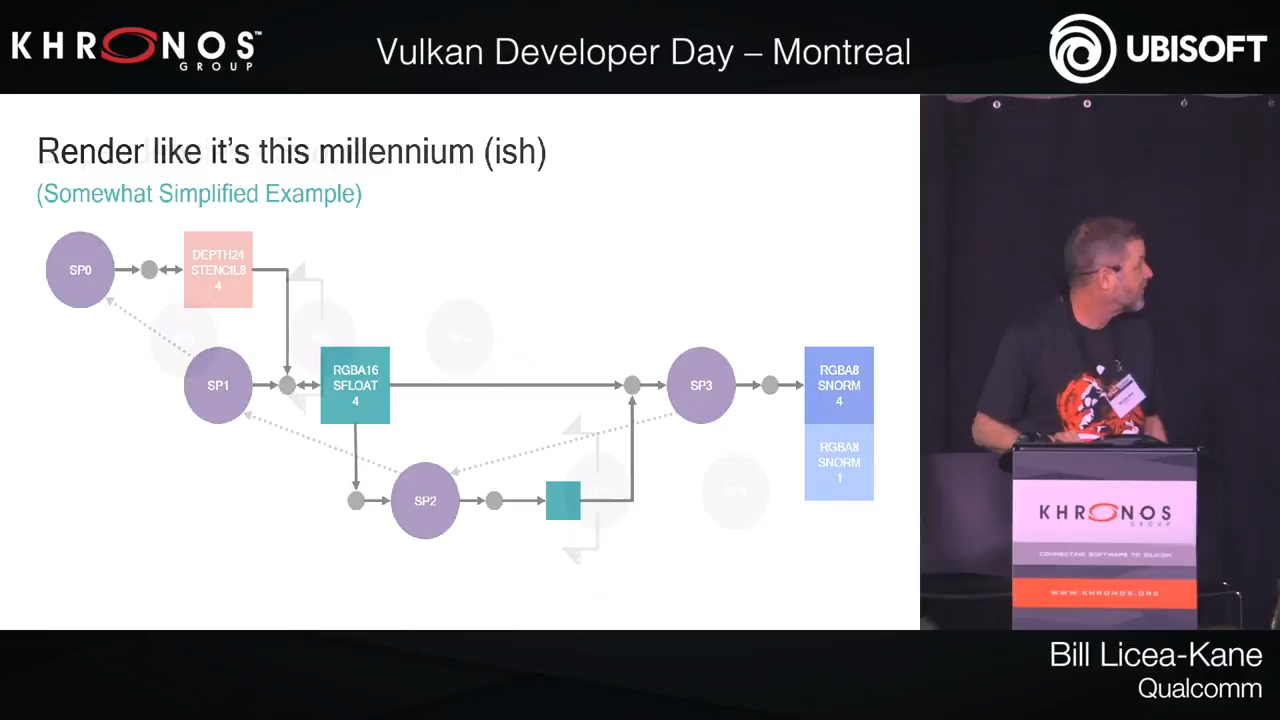 KHRONOS™
GROUP
Vulkan Developer Day – Montreal
UBISOFT
Render like it's this millennium (ish)
(Somewhat Simplified Example)
SP0
DEPTH24
STENCIL8
4
SP1
RGBA16
SFLOAT
4
SP3
RGBA8
SNORM
4
RGBA8
SNORM
1
SP2
KHRONOS
GROUP
CONNECTING SOFTWARE TO SILICON
WWW.KHRONOS.ORG
Bill Licea-Kane
Qualcomm